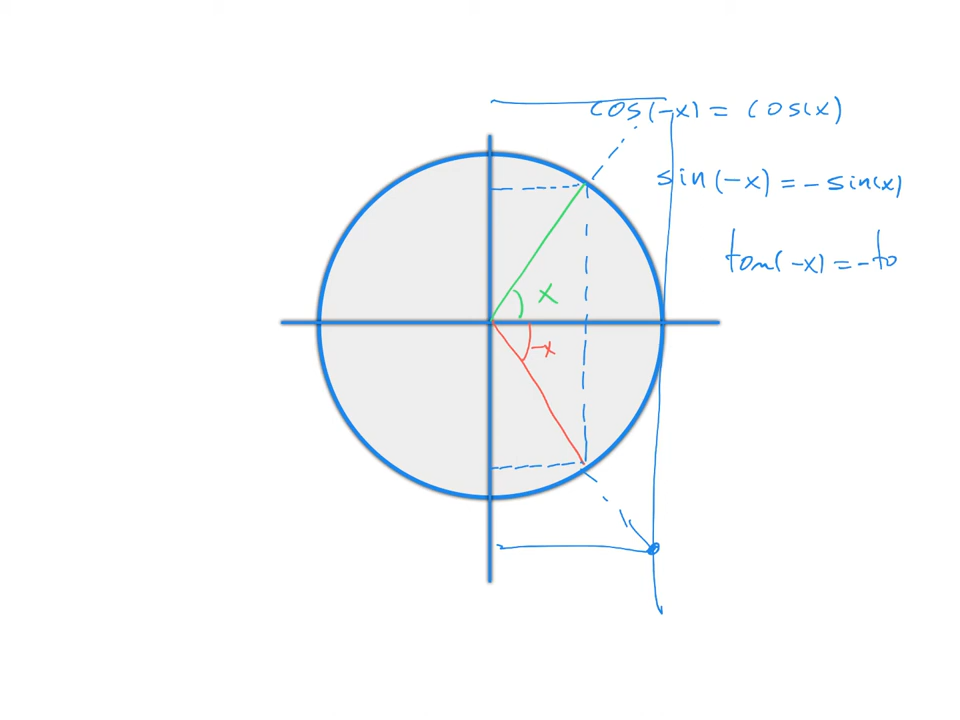 cos(-x) = cos(x)
sin(-x) = -sin(x)
tan(-x) = -ta
x
-x